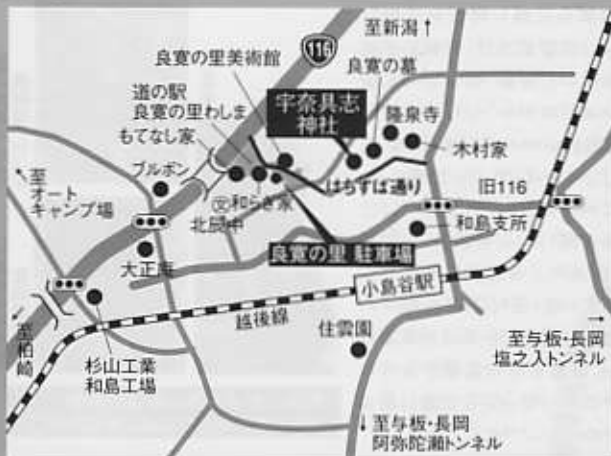 至新潟↑
116
良寛の里美術館
良寛の墓
道の駅
良寛の里わしま
宇奈具志
神社
隆泉寺
もてなし家
木村家
ブルボン
↖至
オート
キャンプ場
はちすば通り
旧116
和らぎ家
北辰中
和島支所
大正庵
良寛の里 駐車場
小島谷駅
越後線
↙至柏崎
住雲園
→
至与板・長岡
塩之入トンネル
杉山工業
和島工場
↓至与板・長岡
阿弥陀瀬トンネル